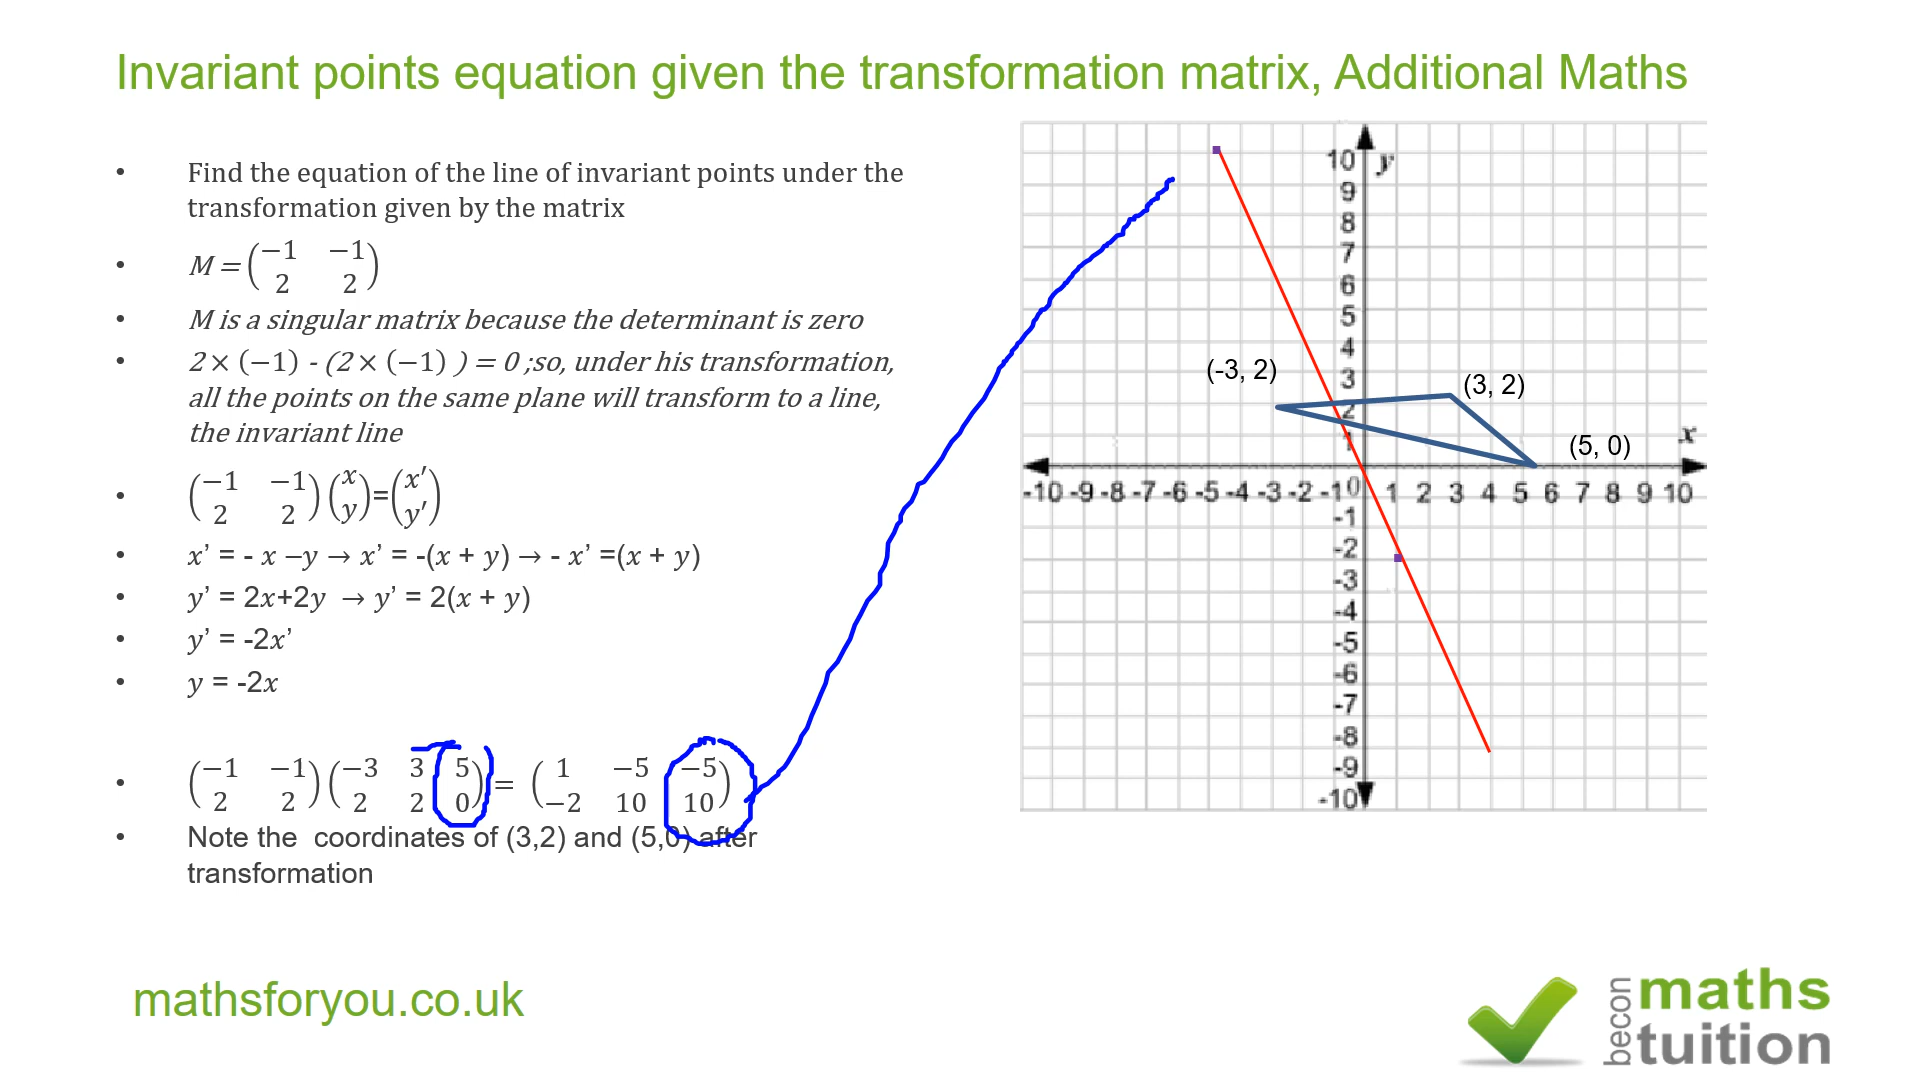 Invariant points equation given the transformation matrix, Additional Maths
• Find the equation of the line of invariant points under the
transformation given by the matrix
• M = (−1 −1
2 2)
• M is a singular matrix because the determinant is zero
• 2 × (−1) - (2 × (−1) ) = 0 ;so, under his transformation,
all the points on the same plane will transform to a line,
the invariant line
• (−1 −1
2 2) (x
y) = (x′
y′)
• x’ = - x –y → x’ = -(x + y) → - x’ =(x + y)
• y’ = 2x+2y → y’ = 2(x + y)
• y’ = -2x’
• y = -2x
• (−1 −1
2 2) (−3 3 5
2 2 0) = (1 −5 −5
−2 10 10)
• Note the coordinates of (3,2) and (5,0) after
transformation
y
10
9
8
7
6
5
4
3
2
1
(-3, 2)
(3, 2)
(5, 0)
x
-10 -9 -8 -7 -6 -5 -4 -3 -2 -1 0 1 2 3 4 5 6 7 8 9 10
-1
-2
-3
-4
-5
-6
-7
-8
-9
-10
mathsforyou.co.uk
becon
maths
tuition